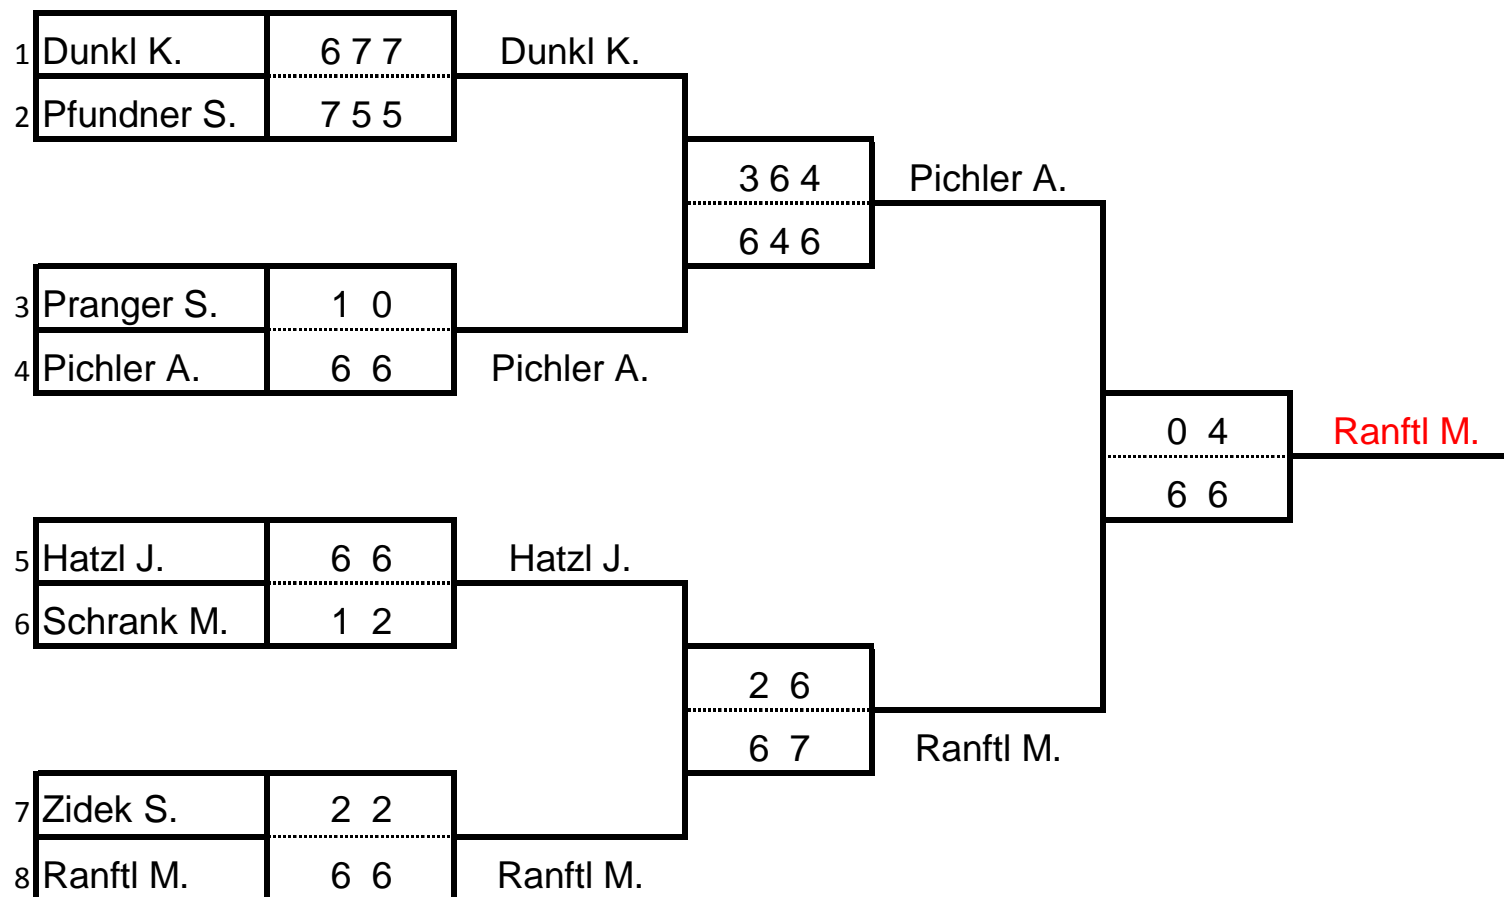 1 Dunkl K. 6 7 7 Dunkl K.
2 Pfundner S. 7 5 5
3 6 4 Pichler A.
6 4 6
3 Pranger S. 1 0
4 Pichler A. 6 6 Pichler A.
0 4 Ranftl M.
6 6
5 Hatzl J. 6 6 Hatzl J.
6 Schrank M. 1 2
2 6
6 7 Ranftl M.
7 Zidek S. 2 2
8 Ranftl M. 6 6 Ranftl M.